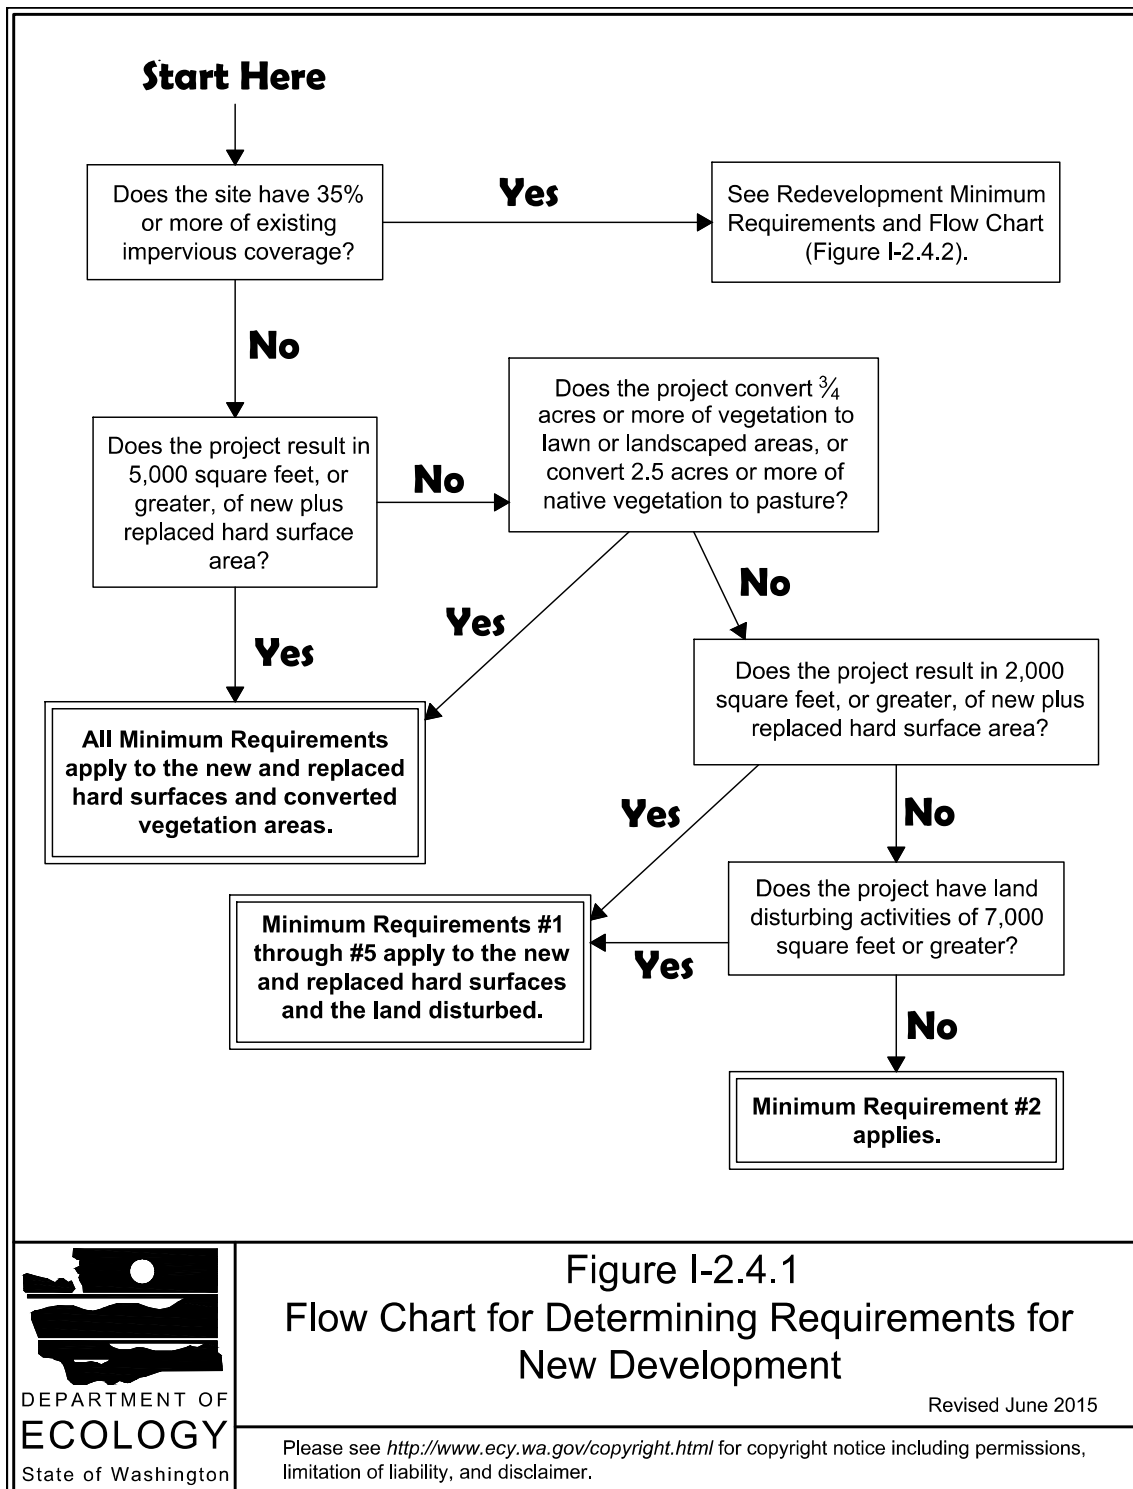 Start Here
Does the site have 35%
or more of existing
impervious coverage?
Yes
See Redevelopment Minimum
Requirements and Flow Chart
(Figure I-2.4.2).
No
Does the project result in
5,000 square feet, or
greater, of new plus
replaced hard surface
area?
No
Does the project convert ¾
acres or more of vegetation to
lawn or landscaped areas, or
convert 2.5 acres or more of
native vegetation to pasture?
Yes
Yes
No
All Minimum Requirements
apply to the new and replaced
hard surfaces and converted
vegetation areas.
Does the project result in 2,000
square feet, or greater, of new plus
replaced hard surface area?
Yes
No
Minimum Requirements #1
through #5 apply to the new
and replaced hard surfaces
and the land disturbed.
Yes
Does the project have land
disturbing activities of 7,000
square feet or greater?
No
Minimum Requirement #2
applies.
DEPARTMENT OF
ECOLOGY
State of Washington
Figure I-2.4.1
Flow Chart for Determining Requirements for
New Development
Revised June 2015
Please see http://www.ecy.wa.gov/copyright.html for copyright notice including permissions,
limitation of liability, and disclaimer.